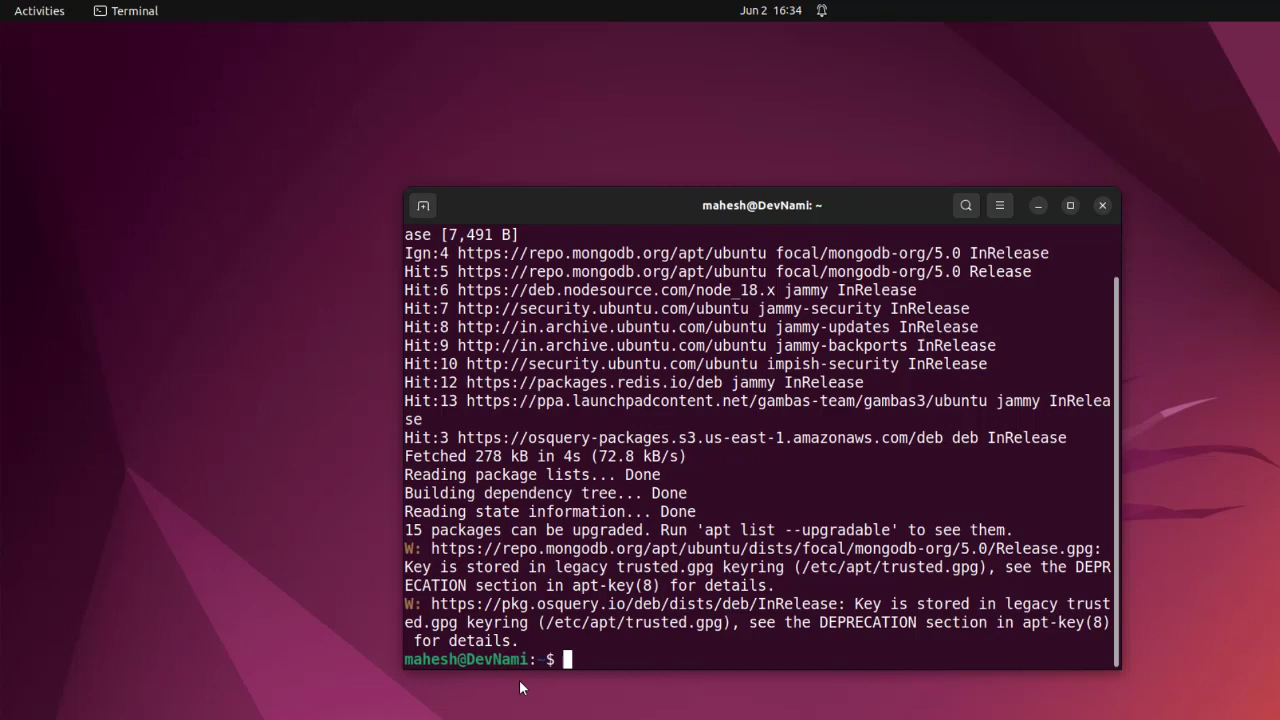 Activities
Terminal
Jun 2 16:34
mahesh@DevNami: ~
ase [7,491 B]
Ign:4 https://repo.mongodb.org/apt/ubuntu focal/mongodb-org/5.0 InRelease
Hit:5 https://repo.mongodb.org/apt/ubuntu focal/mongodb-org/5.0 Release
Hit:6 https://deb.nodesource.com/node_18.x jammy InRelease
Hit:7 http://security.ubuntu.com/ubuntu jammy-security InRelease
Hit:8 http://in.archive.ubuntu.com/ubuntu jammy-updates InRelease
Hit:9 http://in.archive.ubuntu.com/ubuntu jammy-backports InRelease
Hit:10 http://security.ubuntu.com/ubuntu impish-security InRelease
Hit:12 https://packages.redis.io/deb jammy InRelease
Hit:13 https://ppa.launchpadcontent.net/gambas-team/gambas3/ubuntu jammy InRelea
se
Hit:3 https://osquery-packages.s3.us-east-1.amazonaws.com/deb deb InRelease
Fetched 278 kB in 4s (72.8 kB/s)
Reading package lists... Done
Building dependency tree... Done
Reading state information... Done
15 packages can be upgraded. Run 'apt list --upgradable' to see them.
W: https://repo.mongodb.org/apt/ubuntu/dists/focal/mongodb-org/5.0/Release.gpg:
Key is stored in legacy trusted.gpg keyring (/etc/apt/trusted.gpg), see the DEPR
ECATION section in apt-key(8) for details.
W: https://pkg.osquery.io/deb/dists/deb/InRelease: Key is stored in legacy trust
ed.gpg keyring (/etc/apt/trusted.gpg), see the DEPRECATION section in apt-key(8)
for details.
mahesh@DevNami:~$